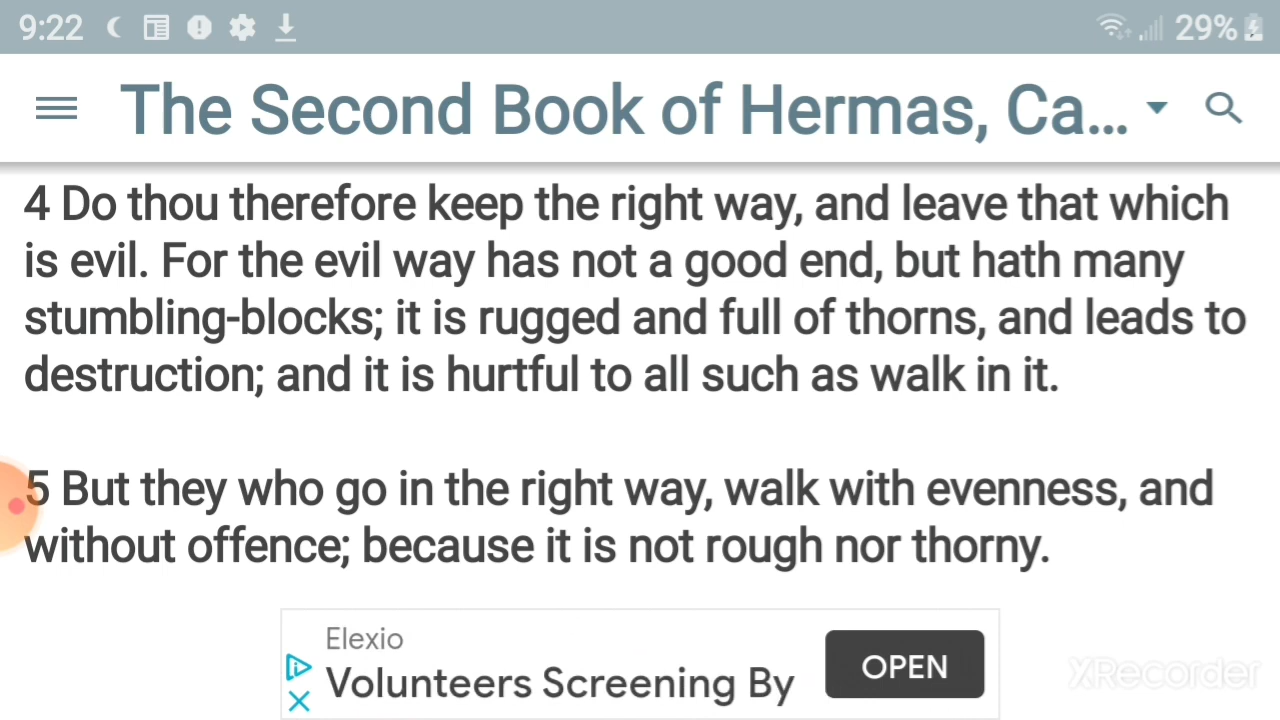 9:22 29%
The Second Book of Hermas, Ca...
4 Do thou therefore keep the right way, and leave that which
is evil. For the evil way has not a good end, but hath many
stumbling-blocks; it is rugged and full of thorns, and leads to
destruction; and it is hurtful to all such as walk in it.
5 But they who go in the right way, walk with evenness, and
without offence; because it is not rough nor thorny.
Elexio
Volunteers Screening By
OPEN
XRecorder